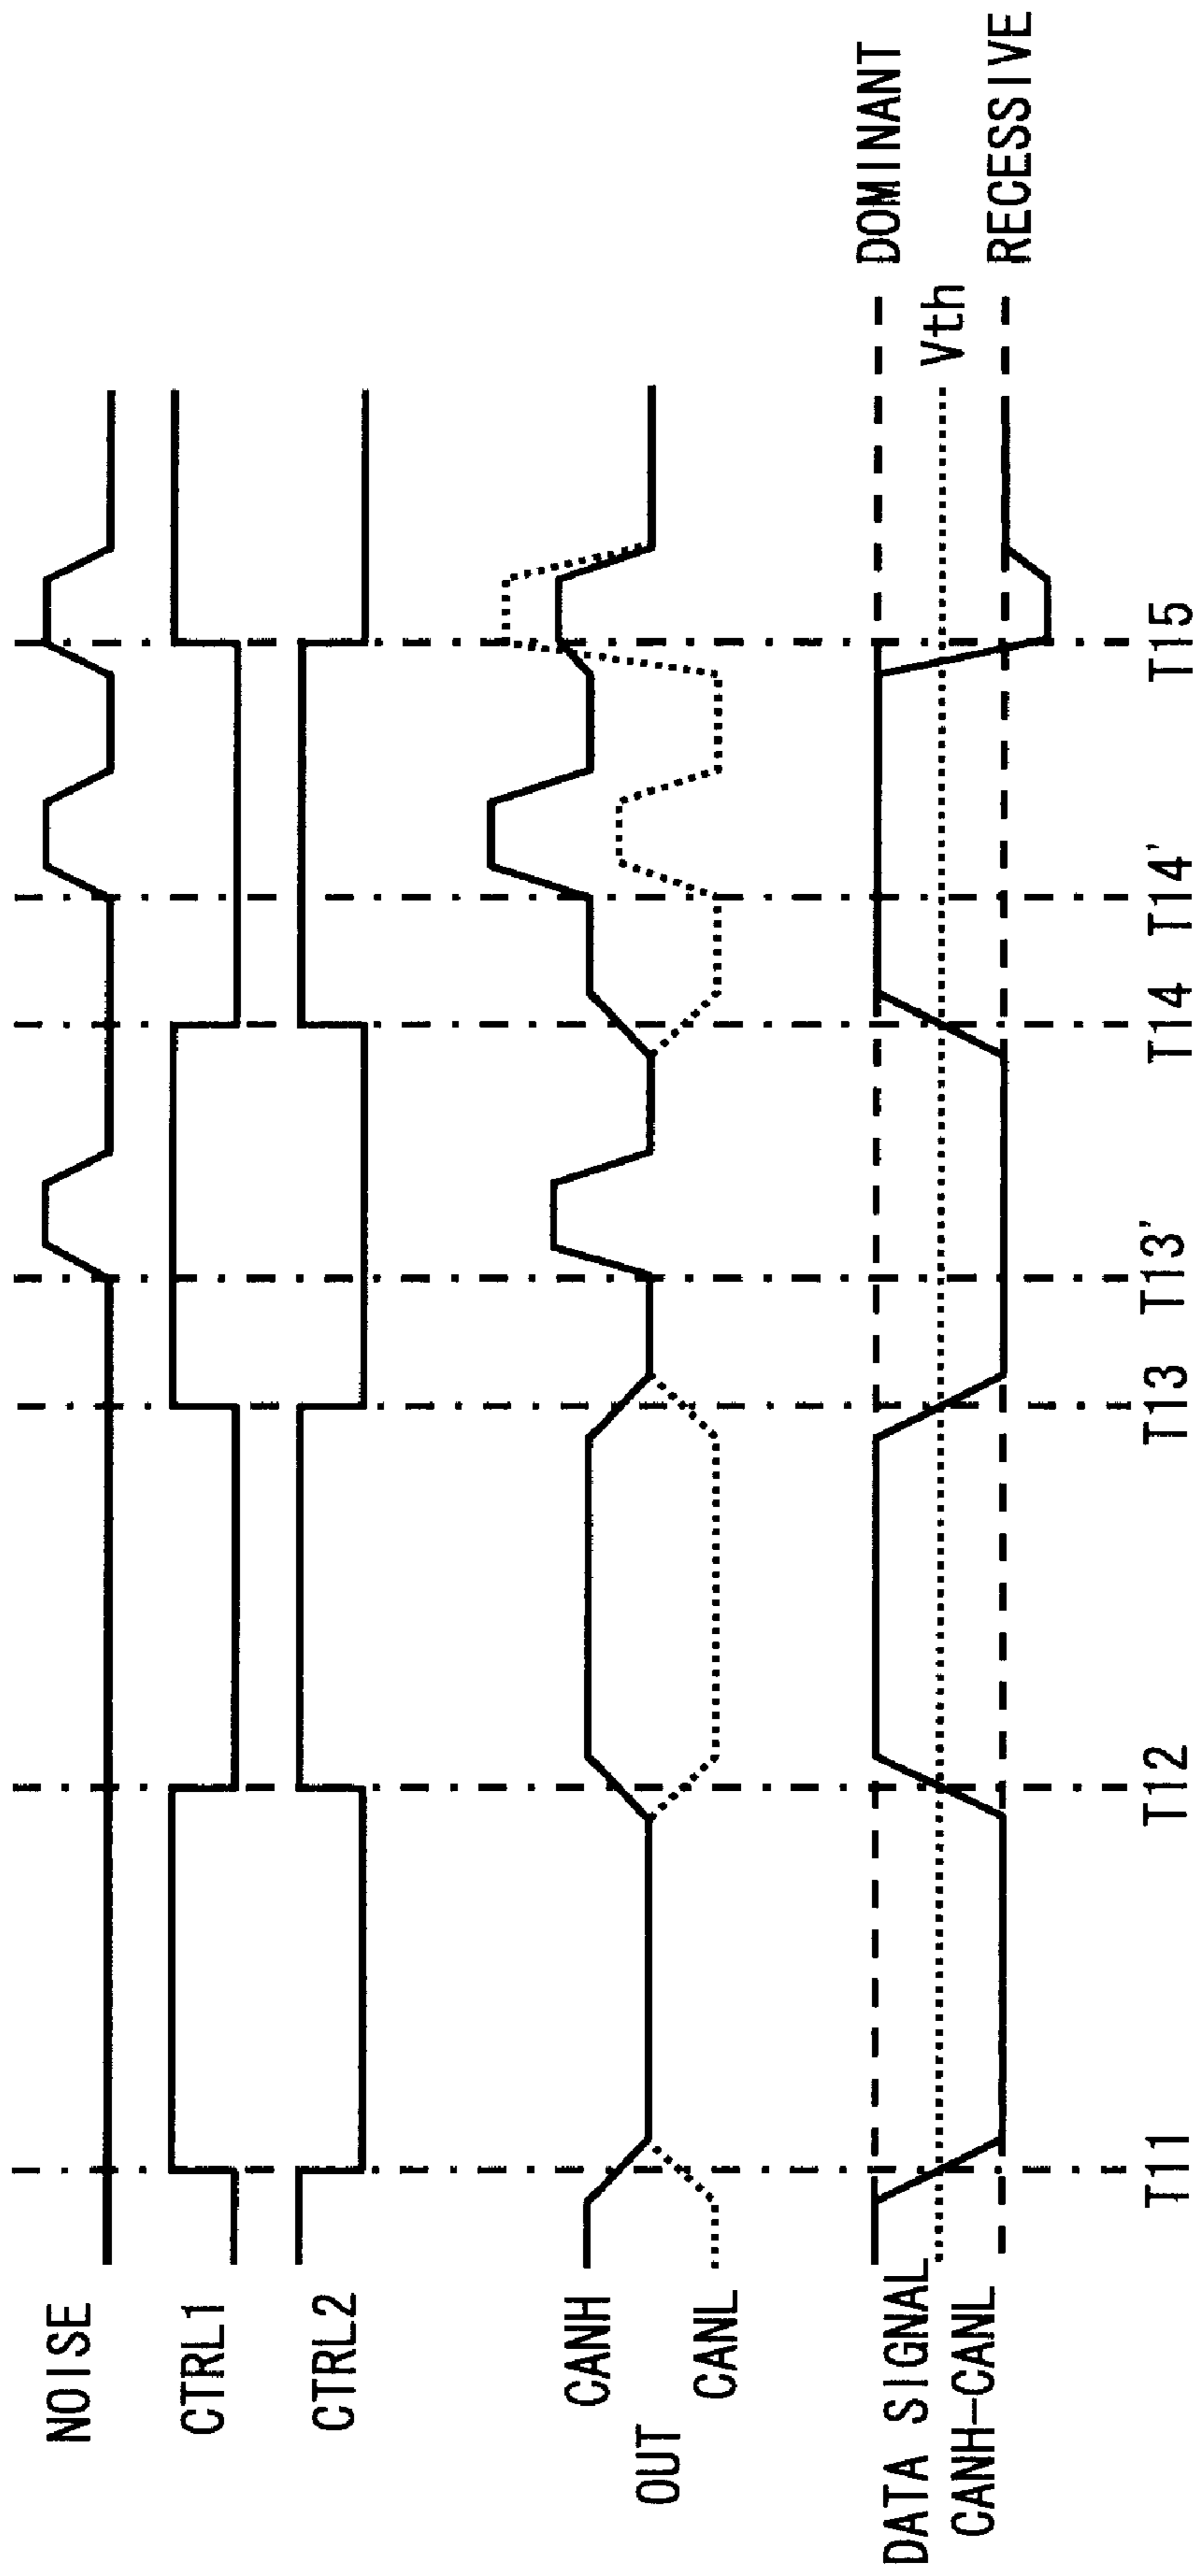 NOISE
CTRL1
CTRL2
CANH
OUT
CANL
DATA SIGNAL
CANH-CANL
DOMINANT
Vth
RECESSIVE
T11
T12
T13
T13'
T14
T14'
T15